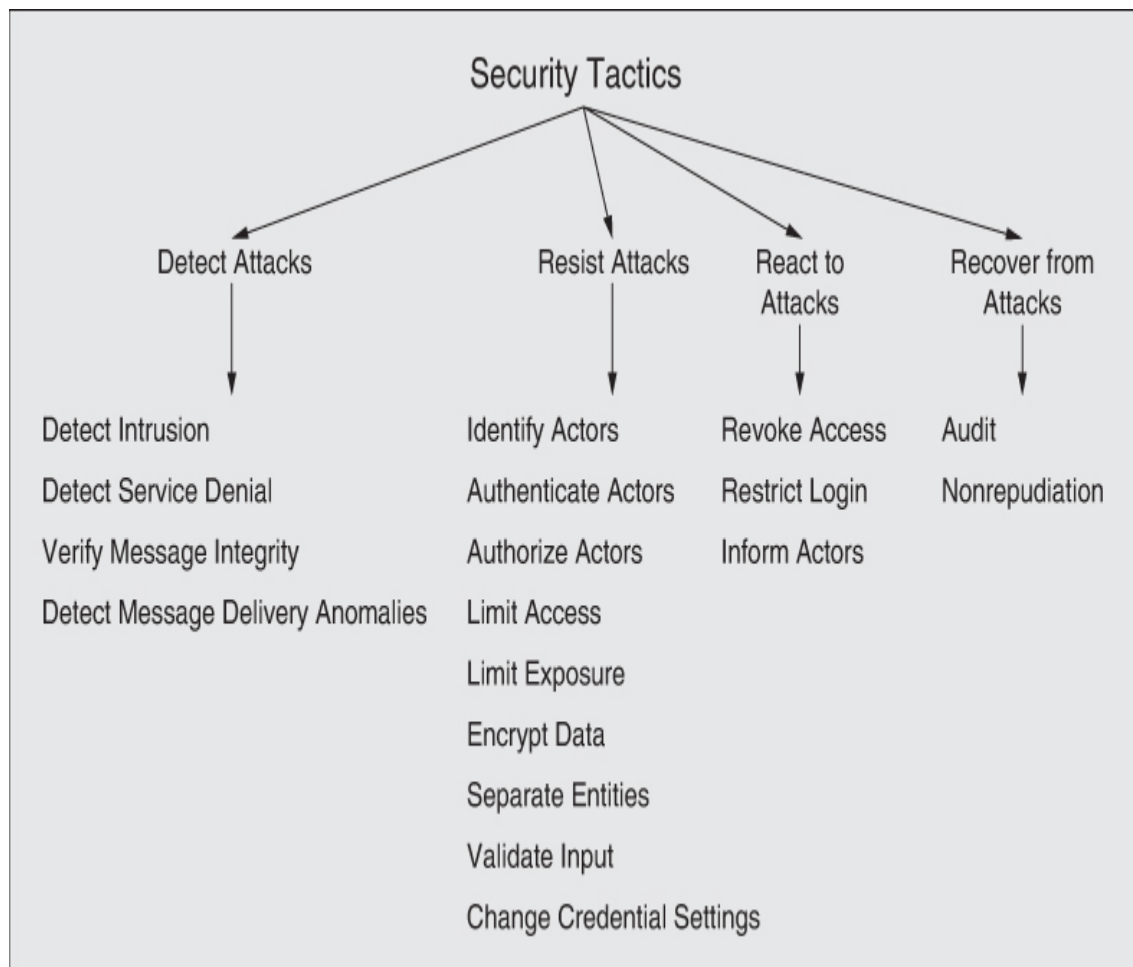 Security Tactics
Detect Attacks
Resist Attacks
React to
Attacks
Recover from
Attacks
Detect Intrusion
Detect Service Denial
Verify Message Integrity
Detect Message Delivery Anomalies
Identify Actors
Authenticate Actors
Authorize Actors
Limit Access
Limit Exposure
Encrypt Data
Separate Entities
Validate Input
Change Credential Settings
Revoke Access
Restrict Login
Inform Actors
Audit
Nonrepudiation